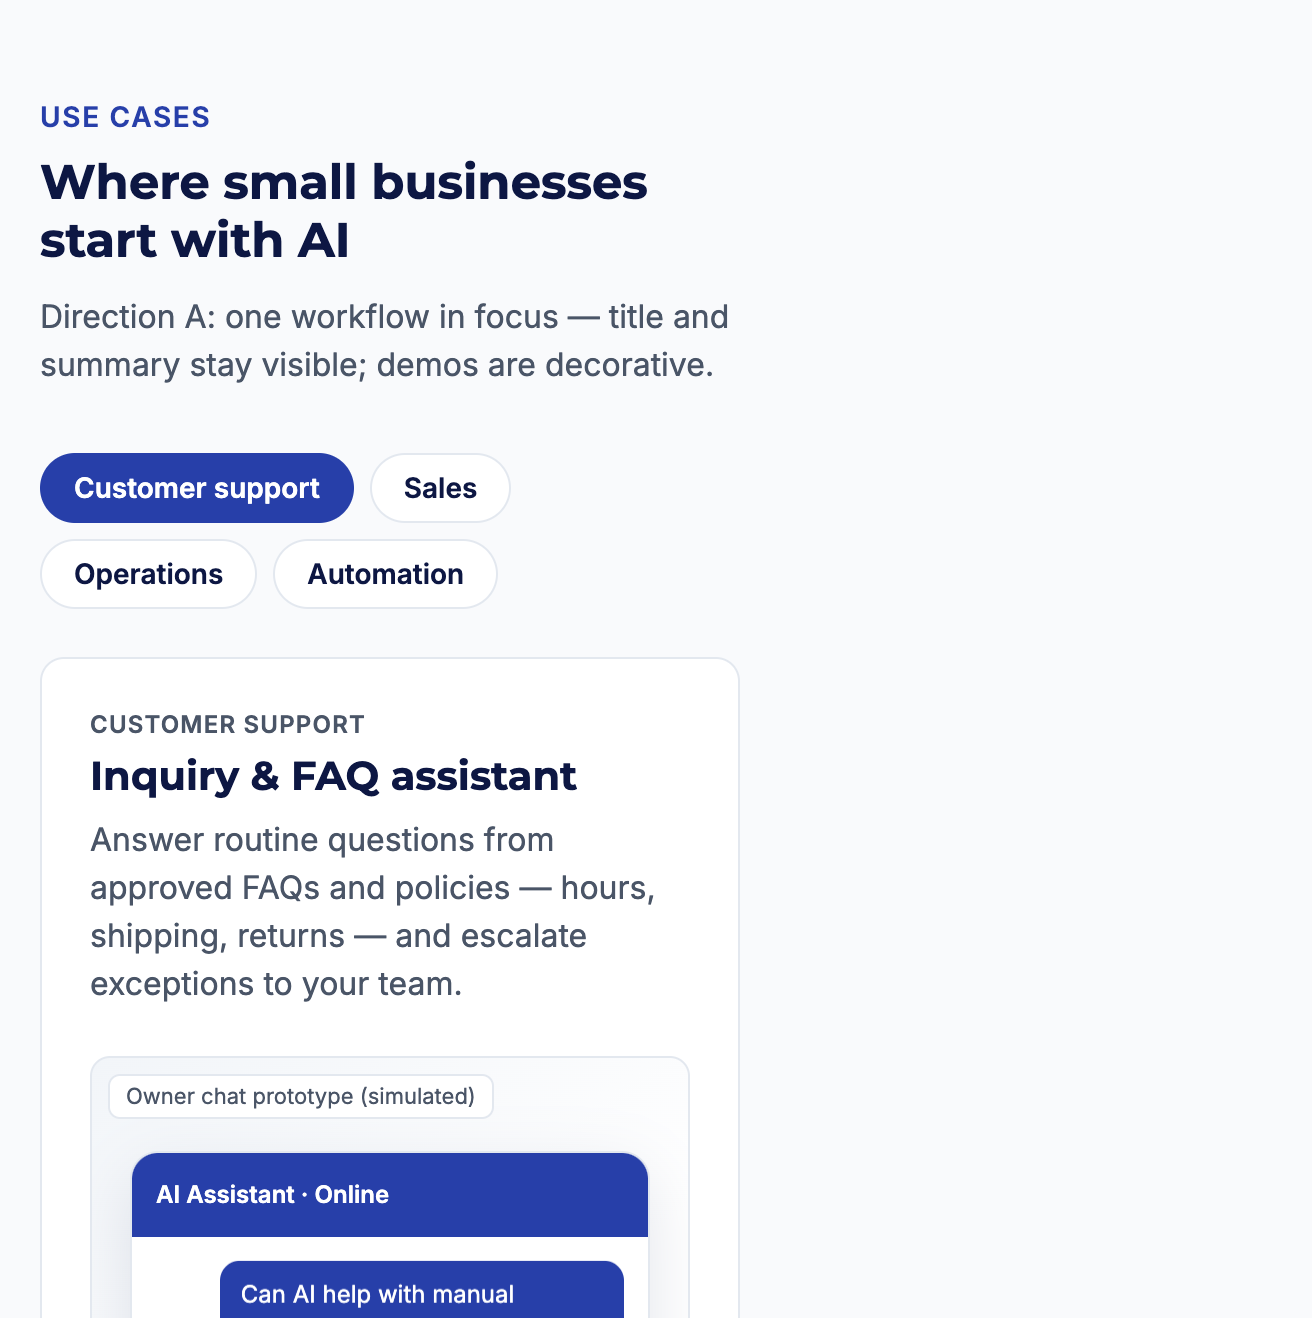 USE CASES
Where small businesses
start with AI
Direction A: one workflow in focus — title and
summary stay visible; demos are decorative.
Customer support
Sales
Operations
Automation
CUSTOMER SUPPORT
Inquiry & FAQ assistant
Answer routine questions from
approved FAQs and policies — hours,
shipping, returns — and escalate
exceptions to your team.
Owner chat prototype (simulated)
AI Assistant · Online
Can AI help with manual